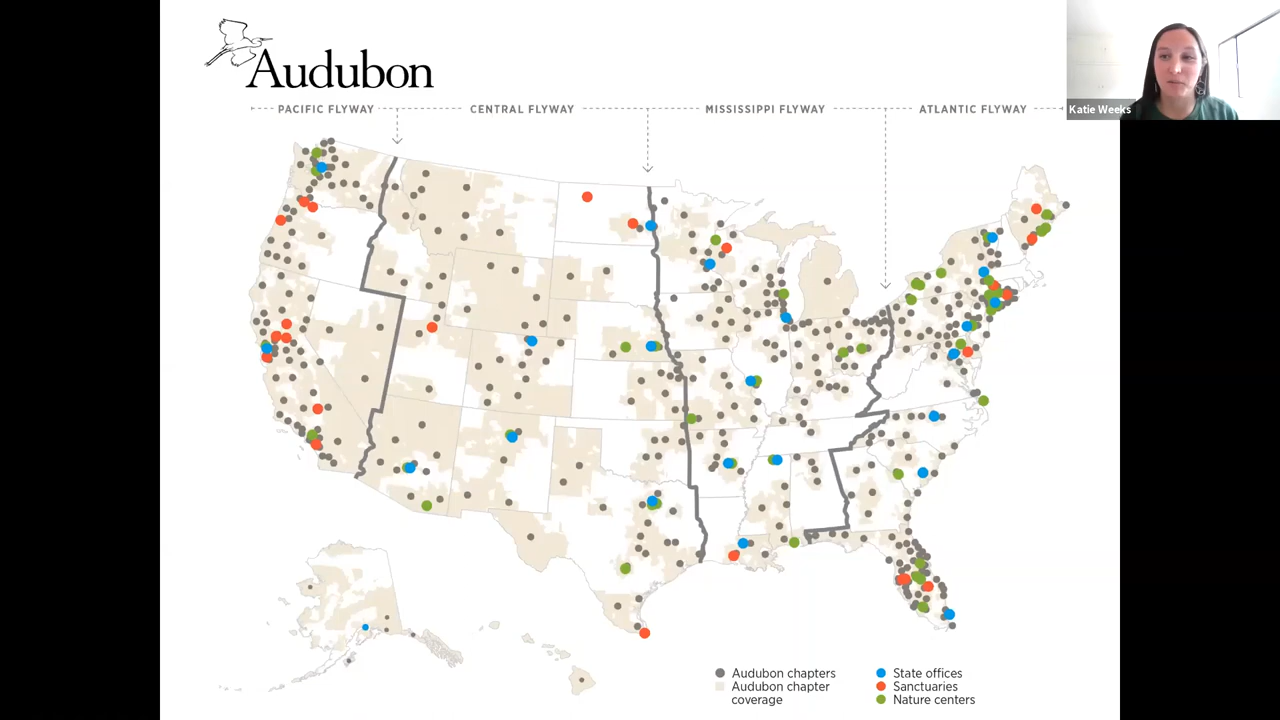 Audubon
PACIFIC FLYWAY
CENTRAL FLYWAY
MISSISSIPPI FLYWAY
ATLANTIC FLYWAY
Katie Weeks
Audubon chapters
Audubon chapter
coverage
State offices
Sanctuaries
Nature centers